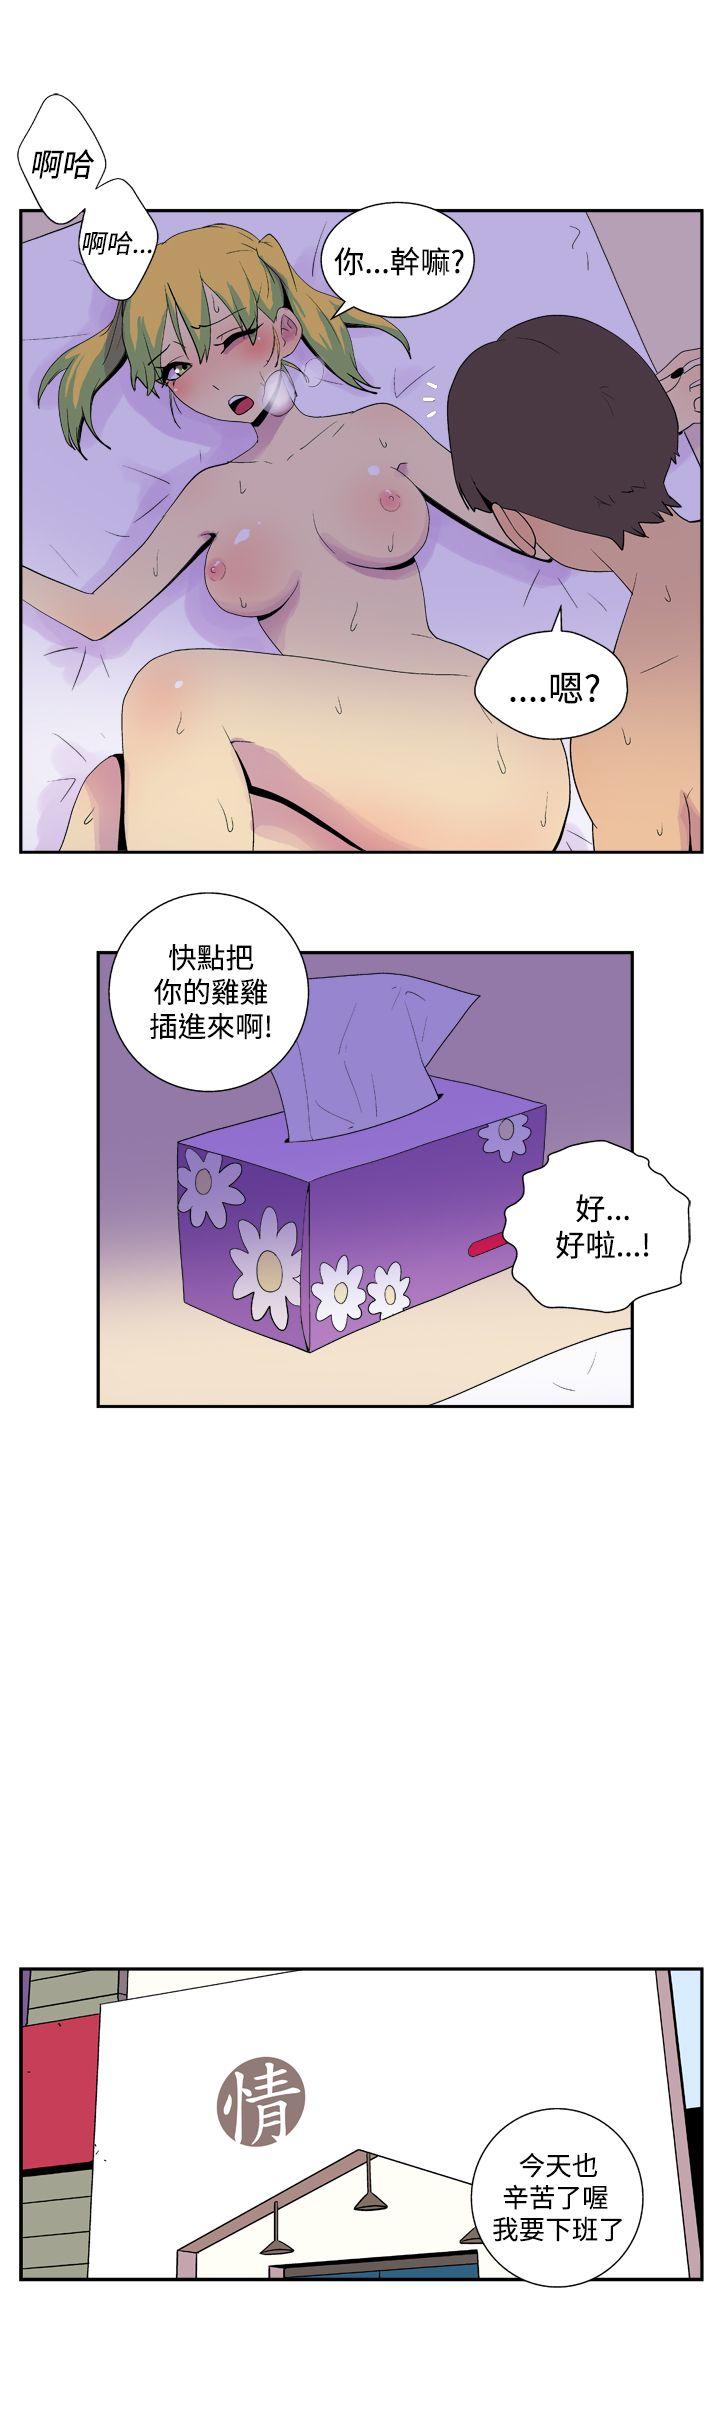 啊哈
啊哈...
你...幹嘛?
....嗯?
快點把
你的雞雞
插進來啊!
好...
好啦...!
情
今天也
辛苦了喔
我要下班了